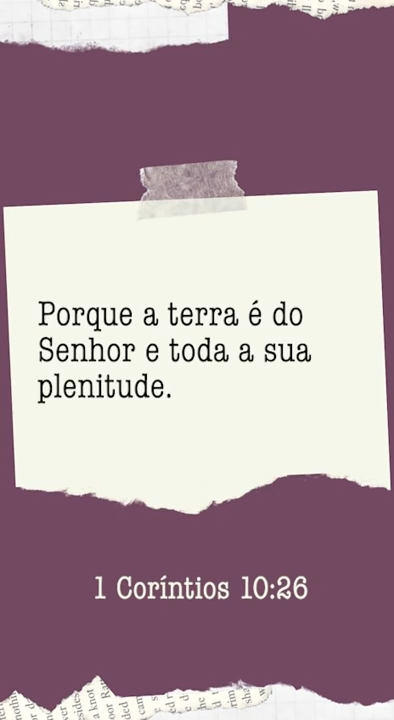 Porque a terra é do
Senhor e toda a sua
plenitude.
1 Coríntios 10:26